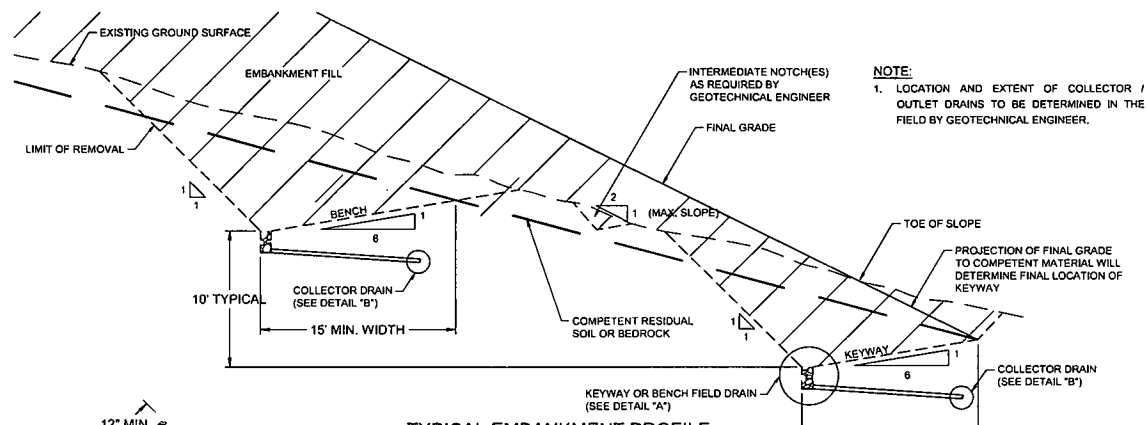 EXISTING GROUND SURFACE
EMBANKMENT FILL
INTERMEDIATE NOTCH(ES)
AS REQUIRED BY
GEOTECHNICAL ENGINEER
NOTE:
1. LOCATION AND EXTENT OF COLLECTOR /
OUTLET DRAINS TO BE DETERMINED IN THE
FIELD BY GEOTECHNICAL ENGINEER.
FINAL GRADE
LIMIT OF REMOVAL
1
1
BENCH
1
6
2
1
(MAX. SLOPE)
TOE OF SLOPE
PROJECTION OF FINAL GRADE
TO COMPETENT MATERIAL WILL
DETERMINE FINAL LOCATION OF
KEYWAY
10' TYPICAL
COLLECTOR DRAIN
(SEE DETAIL "B")
15' MIN. WIDTH
COMPETENT RESIDUAL
SOIL OR BEDROCK
1
1
KEYWAY
1
6
KEYWAY OR BENCH FIELD DRAIN
(SEE DETAIL "A")
COLLECTOR DRAIN
(SEE DETAIL "B")
12" MIN.
TYPICAL EMBANKMENT PROFILE